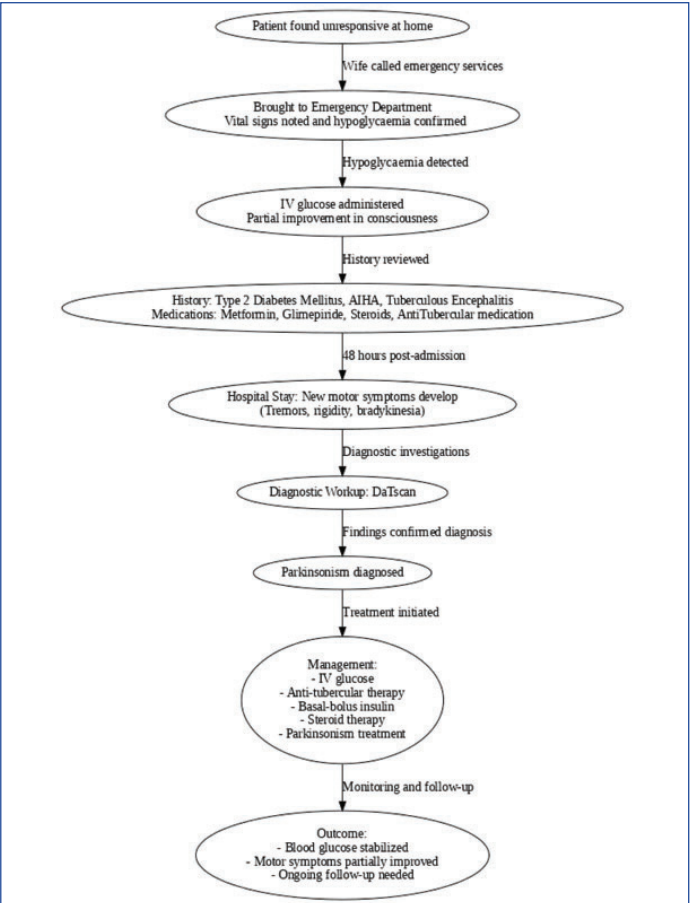 Patient found unresponsive at home
Wife called emergency services
Brought to Emergency Department
Vital signs noted and hypoglycaemia confirmed
Hypoglycaemia detected
IV glucose administered
Partial improvement in consciousness
History reviewed
History: Type 2 Diabetes Mellitus, AIHA, Tuberculous Encephalitis
Medications: Metformin, Glimepiride, Steroids, AntiTubercular medication
48 hours post-admission
Hospital Stay: New motor symptoms develop
(Tremors, rigidity, bradykinesia)
Diagnostic investigations
Diagnostic Workup: DaTscan
Findings confirmed diagnosis
Parkinsonism diagnosed
Treatment initiated
Management:
- IV glucose
- Anti-tubercular therapy
- Basal-bolus insulin
- Steroid therapy
- Parkinsonism treatment
Monitoring and follow-up
Outcome:
- Blood glucose stabilized
- Motor symptoms partially improved
- Ongoing follow-up needed